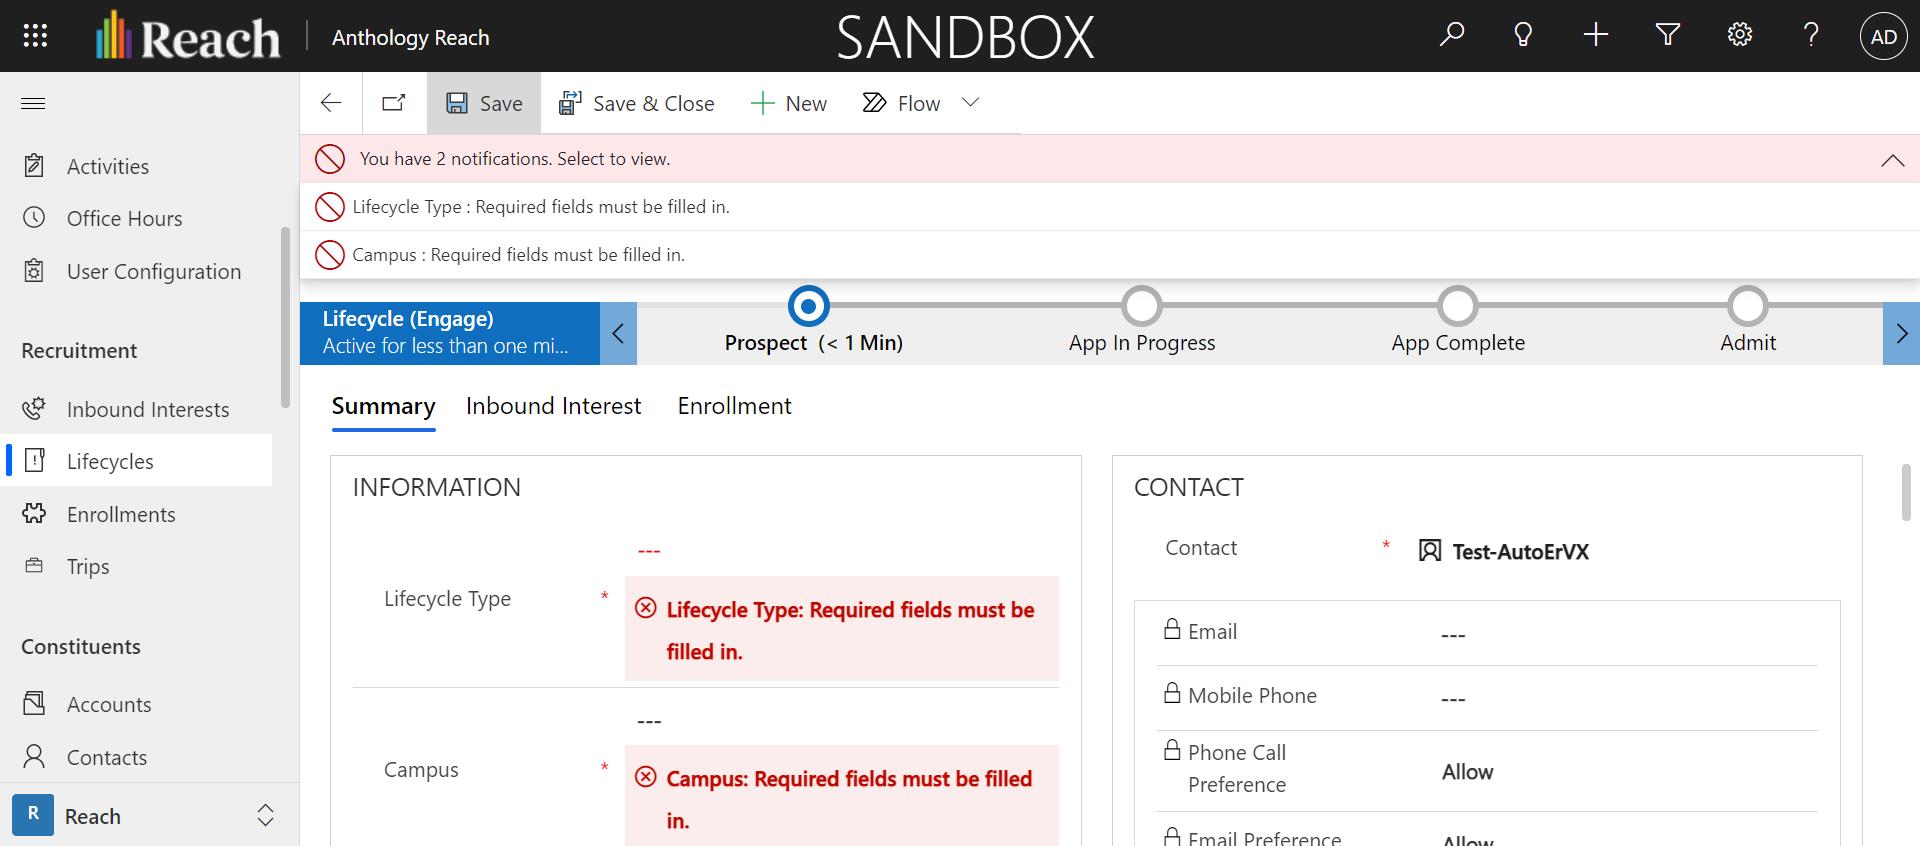 Reach
Anthology Reach
SANDBOX
AD
Save
Save & Close
New
Flow
You have 2 notifications. Select to view.
Lifecycle Type : Required fields must be filled in.
Campus : Required fields must be filled in.
Activities
Office Hours
User Configuration
Recruitment
Inbound Interests
Lifecycles
Enrollments
Trips
Constituents
Accounts
Contacts
R
Reach
Lifecycle (Engage)
Active for less than one mi...
Prospect (< 1 Min)
App In Progress
App Complete
Admit
Summary
Inbound Interest
Enrollment
INFORMATION
---
Lifecycle Type *
Lifecycle Type: Required fields must be
filled in.
---
Campus *
Campus: Required fields must be filled
in.
CONTACT
Contact * Test-AutoErVX
Email ---
Mobile Phone ---
Phone Call
Preference
Allow
Email Preference
Allow